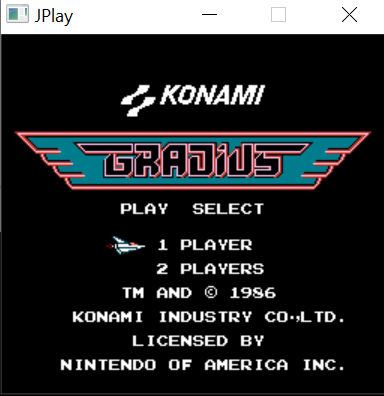 JPlay
KONAMI
GRADIUS
PLAY SELECT
1 PLAYER
2 PLAYERS
TM AND © 1986
KONAMI INDUSTRY CO.,LTD.
LICENSED BY
NINTENDO OF AMERICA INC.